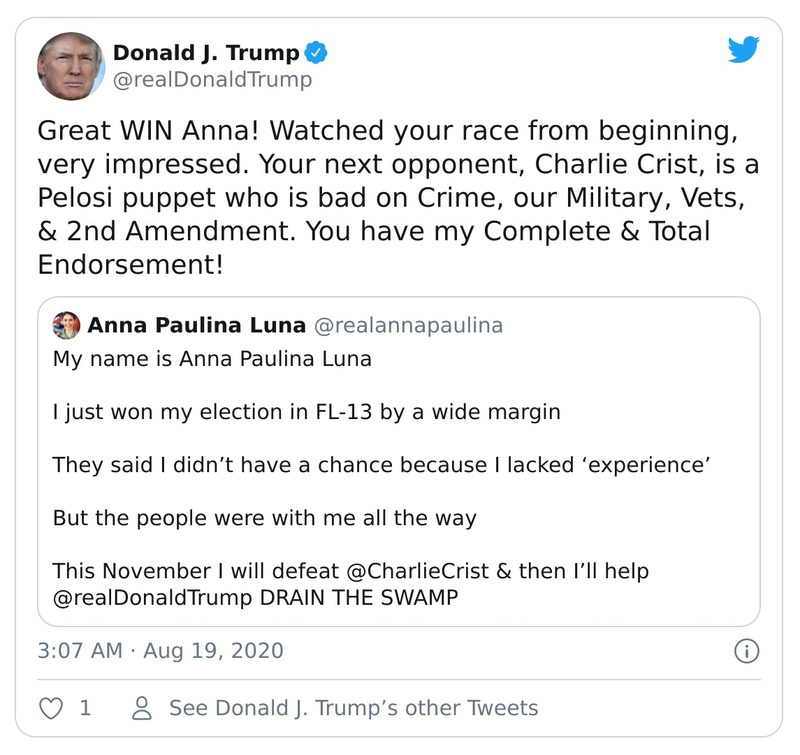 Donald J. Trump
@realDonaldTrump
Great WIN Anna! Watched your race from beginning,
very impressed. Your next opponent, Charlie Crist, is a
Pelosi puppet who is bad on Crime, our Military, Vets,
& 2nd Amendment. You have my Complete & Total
Endorsement!
Anna Paulina Luna @realannapaulina
My name is Anna Paulina Luna
I just won my election in FL-13 by a wide margin
They said I didn’t have a chance because I lacked ‘experience’
But the people were with me all the way
This November I will defeat @CharlieCrist & then I’ll help
@realDonaldTrump DRAIN THE SWAMP
3:07 AM · Aug 19, 2020
1 See Donald J. Trump’s other Tweets